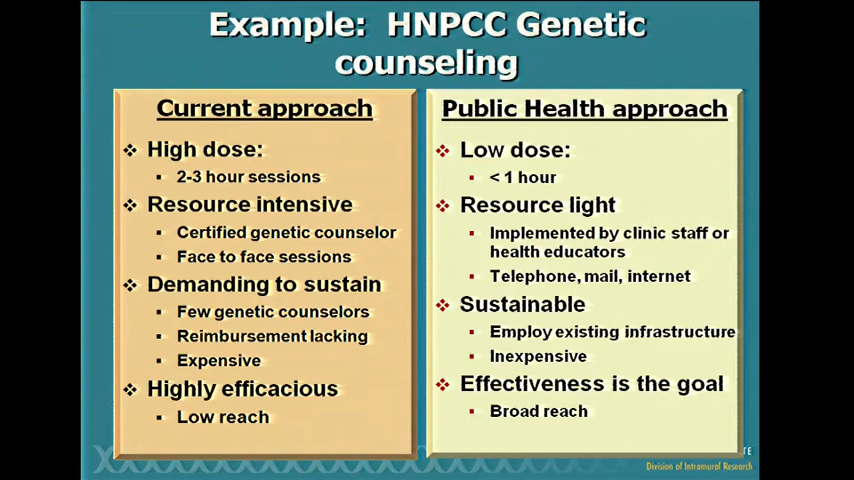 Example: HNPCC Genetic
counseling
Current approach
❖ High dose:
▪ 2-3 hour sessions
❖ Resource intensive
▪ Certified genetic counselor
▪ Face to face sessions
❖ Demanding to sustain
▪ Few genetic counselors
▪ Reimbursement lacking
▪ Expensive
❖ Highly efficacious
▪ Low reach
Public Health approach
❖ Low dose:
▪ < 1 hour
❖ Resource light
▪ Implemented by clinic staff or
health educators
▪ Telephone, mail, internet
❖ Sustainable
▪ Employ existing infrastructure
▪ Inexpensive
❖ Effectiveness is the goal
▪ Broad reach
TE
Division of Intramural Research